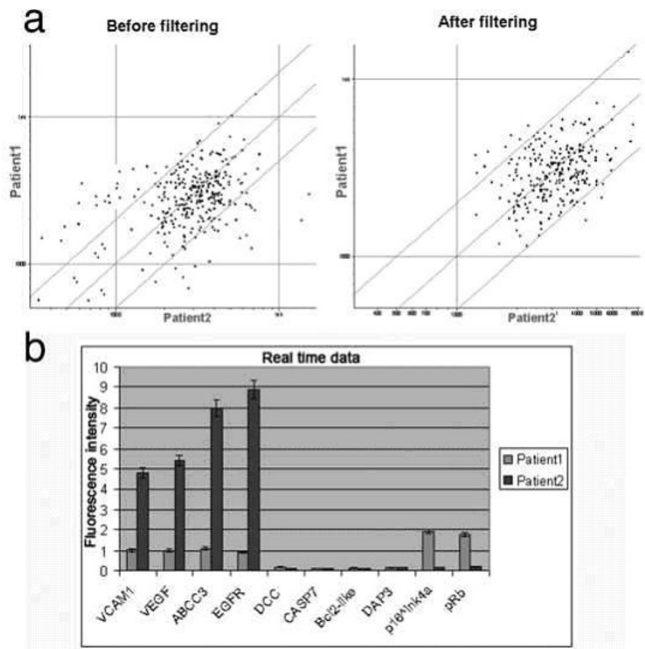 a
Before filtering
After filtering
Patient1
Patient2
1000
Patient1
Patient2
1000
b
Real time data
Fluorescence intensity
10
9
8
7
6
5
4
3
2
1
0
VCAM1
VEGF
ABCC3
EGFR
DCC
CASP7
Bcl2-like
DAP3
p16^Ink4a
pRb
Patient1
Patient2